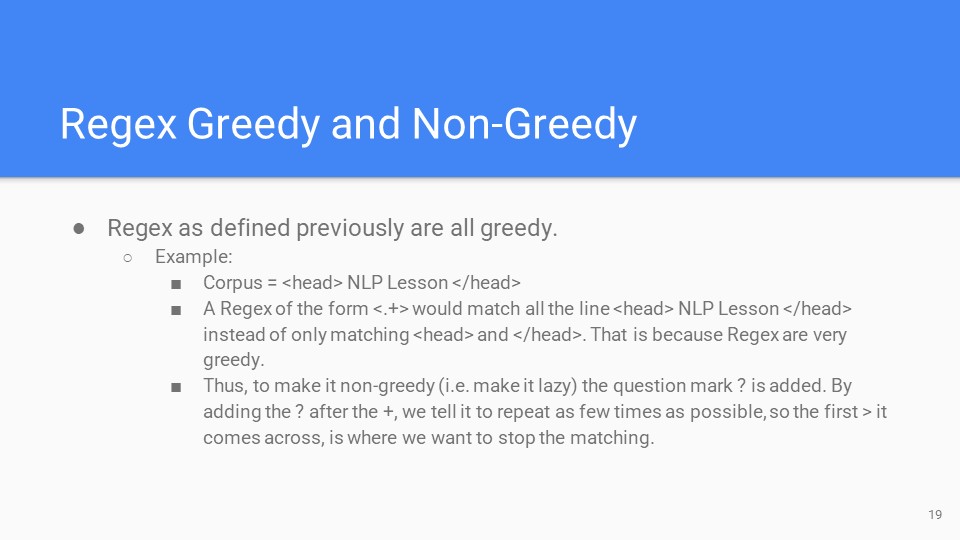 Regex Greedy and Non-Greedy
● Regex as defined previously are all greedy.
○ Example:
■ Corpus = <head> NLP Lesson </head>
■ A Regex of the form <.+> would match all the line <head> NLP Lesson </head>
instead of only matching <head> and </head>. That is because Regex are very
greedy.
■ Thus, to make it non-greedy (i.e. make it lazy) the question mark ? is added. By
adding the ? after the +, we tell it to repeat as few times as possible, so the first > it
comes across, is where we want to stop the matching.
19